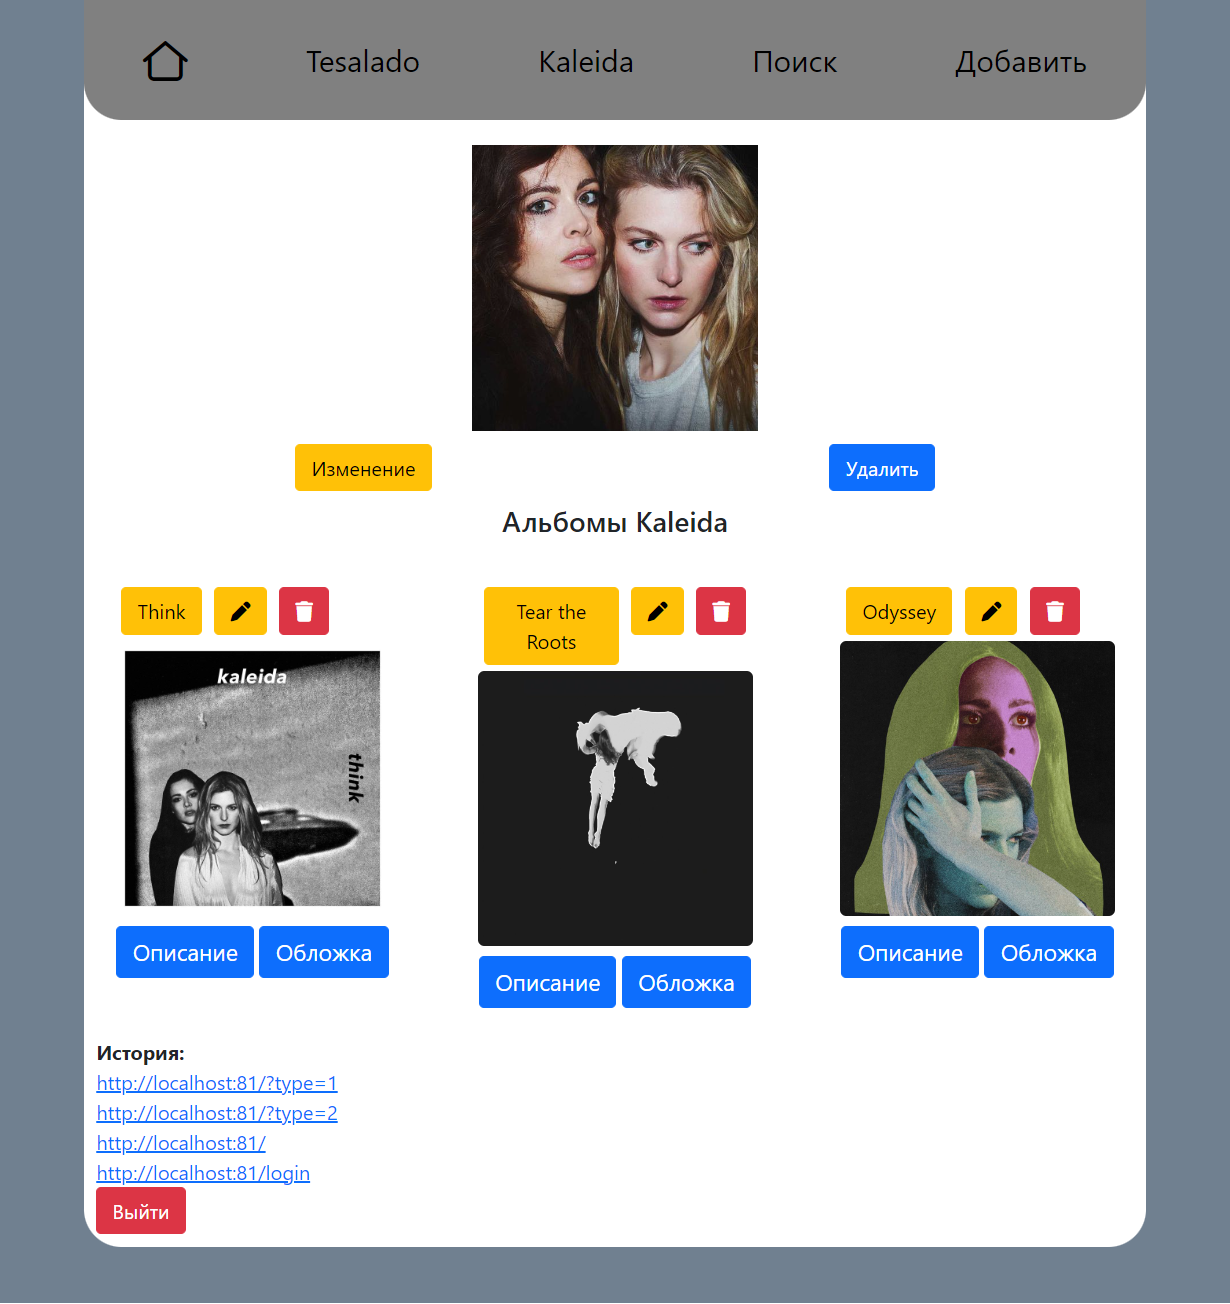 Tesalado
Kaleida
Поиск
Добавить
Изменение
Удалить
Альбомы Kaleida
Think
Tear the
Roots
Odyssey
kaleida
think
Описание
Обложка
Описание
Обложка
Описание
Обложка
История:
http://localhost:81/?type=1
http://localhost:81/?type=2
http://localhost:81/
http://localhost:81/login
Выйти